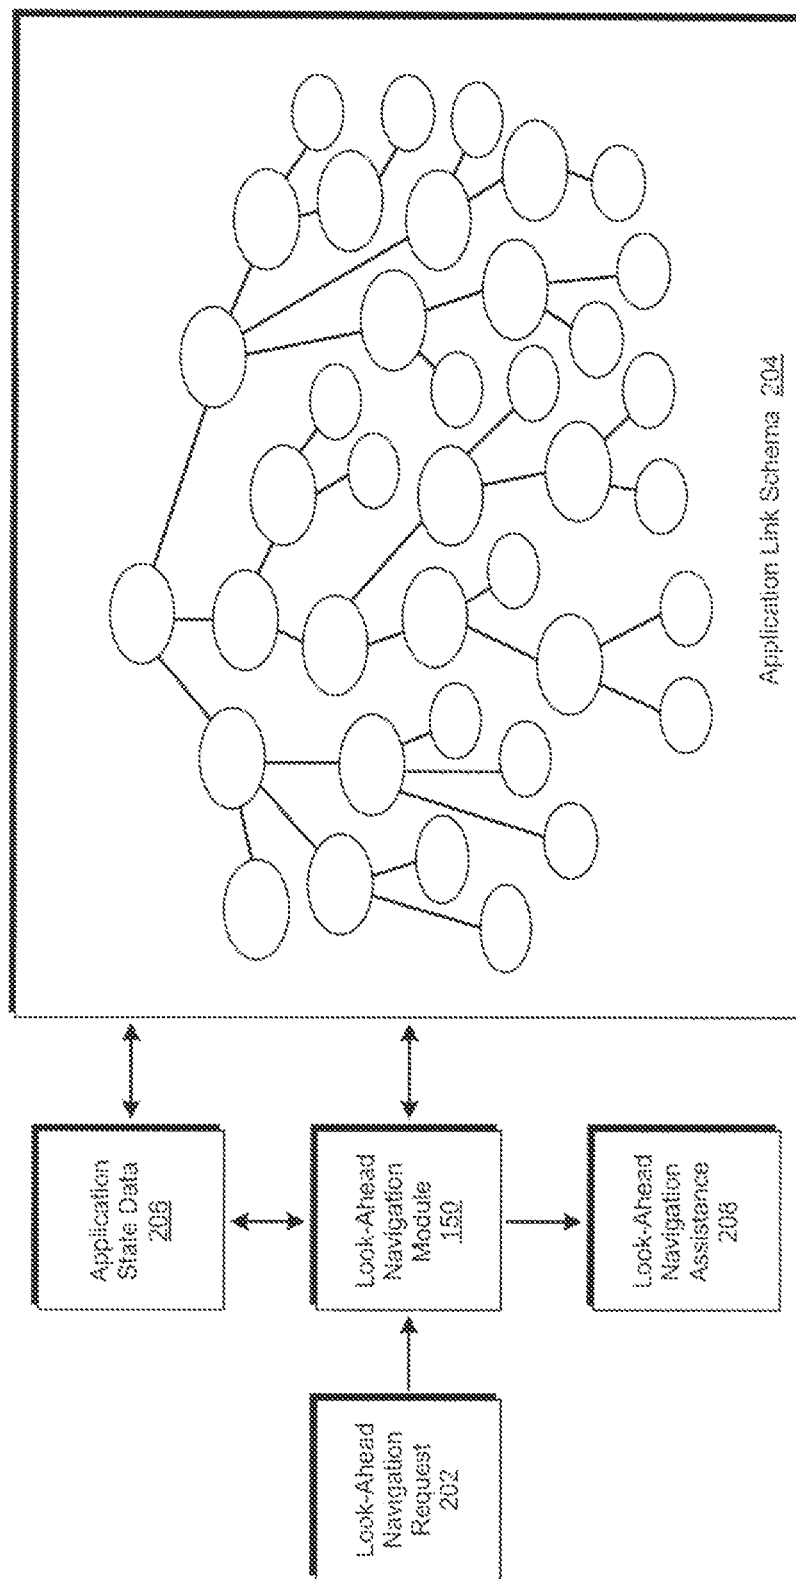 Application
State Data
206
Look-Ahead
Navigation
Request
202
Look-Ahead
Navigation
Module
150
Look-Ahead
Navigation
Assistance
208
Application Link Schema 204